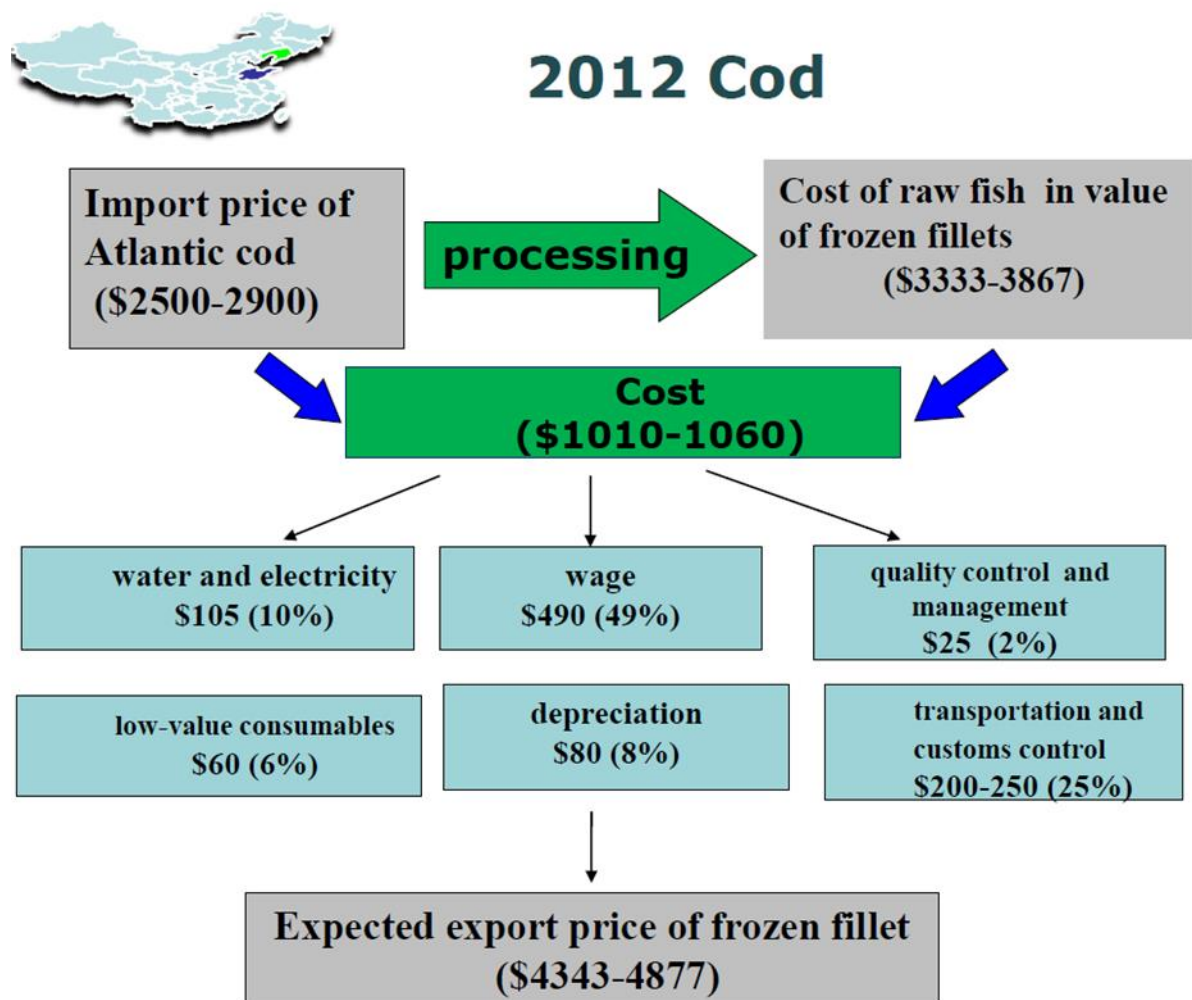 2012 Cod
Import price of
Atlantic cod
($2500-2900)
processing
Cost of raw fish in value
of frozen fillets
($3333-3867)
Cost
($1010-1060)
water and electricity
$105 (10%)
wage
$490 (49%)
quality control and
management
$25 (2%)
low-value consumables
$60 (6%)
depreciation
$80 (8%)
transportation and
customs control
$200-250 (25%)
Expected export price of frozen fillet
($4343-4877)